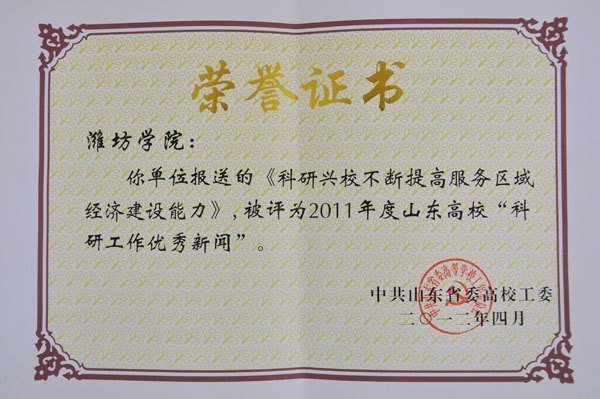 荣誉证书
潍坊学院：
你单位报送的《科研兴校不断提高服务区域
经济建设能力》，被评为2011年度山东高校“科
研工作优秀新闻”。
中共山东省委高校工委
二〇一二年四月